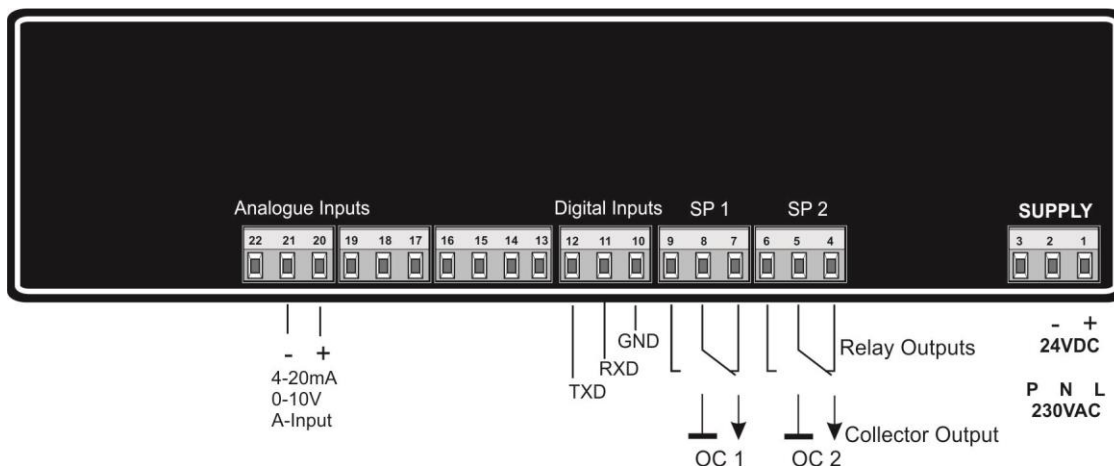 Analogue Inputs
Digital Inputs
SP 1
SP 2
SUPPLY
22 21 20
19 18 17
16 15 14 13
12 11 10
9 8 7
6 5 4
3 2 1
- +
4-20mA
0-10V
A-Input
TXD
RXD
GND
Relay Outputs
Collector Output
OC 1
OC 2
- +
24VDC
P N L
230VAC